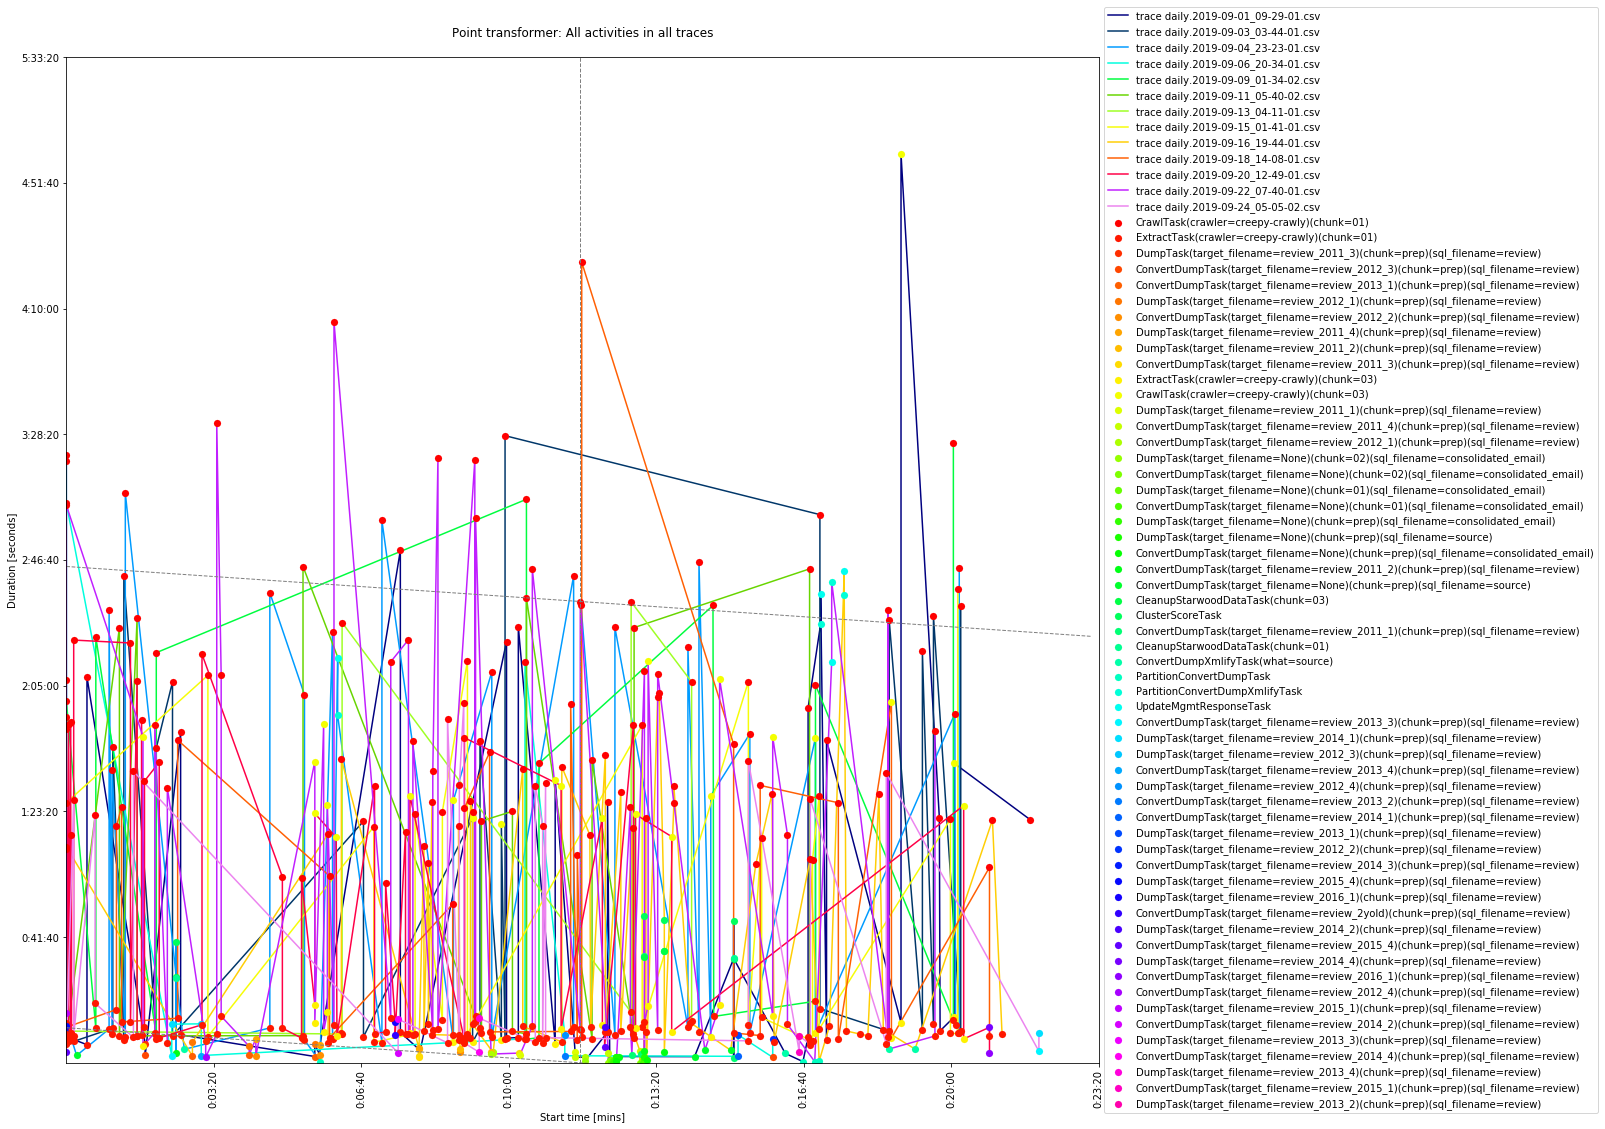 Point transformer: All activities in all traces
5:33:20
4:51:40
4:10:00
3:28:20
2:46:40
2:05:00
1:23:20
0:41:40
Duration [seconds]
0:03:20
0:06:40
0:10:00
0:13:20
0:16:40
0:20:00
0:23:20
Start time [mins]
trace daily.2019-09-01_09-29-01.csv
trace daily.2019-09-03_03-44-01.csv
trace daily.2019-09-04_23-23-01.csv
trace daily.2019-09-06_20-34-01.csv
trace daily.2019-09-09_01-34-02.csv
trace daily.2019-09-11_05-40-02.csv
trace daily.2019-09-13_04-11-01.csv
trace daily.2019-09-15_01-41-01.csv
trace daily.2019-09-16_19-44-01.csv
trace daily.2019-09-18_14-08-01.csv
trace daily.2019-09-20_12-49-01.csv
trace daily.2019-09-22_07-40-01.csv
trace daily.2019-09-24_05-05-02.csv
CrawlTask(crawler=creepy-crawly)(chunk=01)
ExtractTask(crawler=creepy-crawly)(chunk=01)
DumpTask(target_filename=review_2011_3)(chunk=prep)(sql_filename=review)
ConvertDumpTask(target_filename=review_2012_3)(chunk=prep)(sql_filename=review)
ConvertDumpTask(target_filename=review_2013_1)(chunk=prep)(sql_filename=review)
DumpTask(target_filename=review_2012_1)(chunk=prep)(sql_filename=review)
ConvertDumpTask(target_filename=review_2012_2)(chunk=prep)(sql_filename=review)
DumpTask(target_filename=review_2011_4)(chunk=prep)(sql_filename=review)
DumpTask(target_filename=review_2011_2)(chunk=prep)(sql_filename=review)
ConvertDumpTask(target_filename=review_2011_3)(chunk=prep)(sql_filename=review)
ExtractTask(crawler=creepy-crawly)(chunk=03)
CrawlTask(crawler=creepy-crawly)(chunk=03)
DumpTask(target_filename=review_2011_1)(chunk=prep)(sql_filename=review)
ConvertDumpTask(target_filename=review_2011_4)(chunk=prep)(sql_filename=review)
ConvertDumpTask(target_filename=review_2012_1)(chunk=prep)(sql_filename=review)
DumpTask(target_filename=None)(chunk=02)(sql_filename=consolidated_email)
ConvertDumpTask(target_filename=None)(chunk=02)(sql_filename=consolidated_email)
DumpTask(target_filename=None)(chunk=01)(sql_filename=consolidated_email)
ConvertDumpTask(target_filename=None)(chunk=01)(sql_filename=consolidated_email)
DumpTask(target_filename=None)(chunk=prep)(sql_filename=consolidated_email)
DumpTask(target_filename=None)(chunk=prep)(sql_filename=source)
ConvertDumpTask(target_filename=None)(chunk=prep)(sql_filename=consolidated_email)
ConvertDumpTask(target_filename=review_2011_2)(chunk=prep)(sql_filename=review)
ConvertDumpTask(target_filename=None)(chunk=prep)(sql_filename=source)
CleanupStarwoodDataTask(chunk=03)
ClusterScoreTask
ConvertDumpTask(target_filename=review_2011_1)(chunk=prep)(sql_filename=review)
CleanupStarwoodDataTask(chunk=01)
ConvertDumpXmlifyTask(what=source)
PartitionConvertDumpTask
PartitionConvertDumpXmlifyTask
UpdateMgmtResponseTask
ConvertDumpTask(target_filename=review_2013_3)(chunk=prep)(sql_filename=review)
DumpTask(target_filename=review_2014_1)(chunk=prep)(sql_filename=review)
DumpTask(target_filename=review_2012_3)(chunk=prep)(sql_filename=review)
ConvertDumpTask(target_filename=review_2013_4)(chunk=prep)(sql_filename=review)
DumpTask(target_filename=review_2012_4)(chunk=prep)(sql_filename=review)
ConvertDumpTask(target_filename=review_2013_2)(chunk=prep)(sql_filename=review)
ConvertDumpTask(target_filename=review_2014_1)(chunk=prep)(sql_filename=review)
DumpTask(target_filename=review_2013_1)(chunk=prep)(sql_filename=review)
DumpTask(target_filename=review_2012_2)(chunk=prep)(sql_filename=review)
ConvertDumpTask(target_filename=review_2014_3)(chunk=prep)(sql_filename=review)
DumpTask(target_filename=review_2015_4)(chunk=prep)(sql_filename=review)
DumpTask(target_filename=review_2016_1)(chunk=prep)(sql_filename=review)
ConvertDumpTask(target_filename=review_2yold)(chunk=prep)(sql_filename=review)
DumpTask(target_filename=review_2014_2)(chunk=prep)(sql_filename=review)
ConvertDumpTask(target_filename=review_2015_4)(chunk=prep)(sql_filename=review)
DumpTask(target_filename=review_2014_4)(chunk=prep)(sql_filename=review)
ConvertDumpTask(target_filename=review_2016_1)(chunk=prep)(sql_filename=review)
ConvertDumpTask(target_filename=review_2012_4)(chunk=prep)(sql_filename=review)
DumpTask(target_filename=review_2015_1)(chunk=prep)(sql_filename=review)
ConvertDumpTask(target_filename=review_2014_2)(chunk=prep)(sql_filename=review)
DumpTask(target_filename=review_2013_3)(chunk=prep)(sql_filename=review)
ConvertDumpTask(target_filename=review_2014_4)(chunk=prep)(sql_filename=review)
DumpTask(target_filename=review_2013_4)(chunk=prep)(sql_filename=review)
ConvertDumpTask(target_filename=review_2015_1)(chunk=prep)(sql_filename=review)
DumpTask(target_filename=review_2013_2)(chunk=prep)(sql_filename=review)